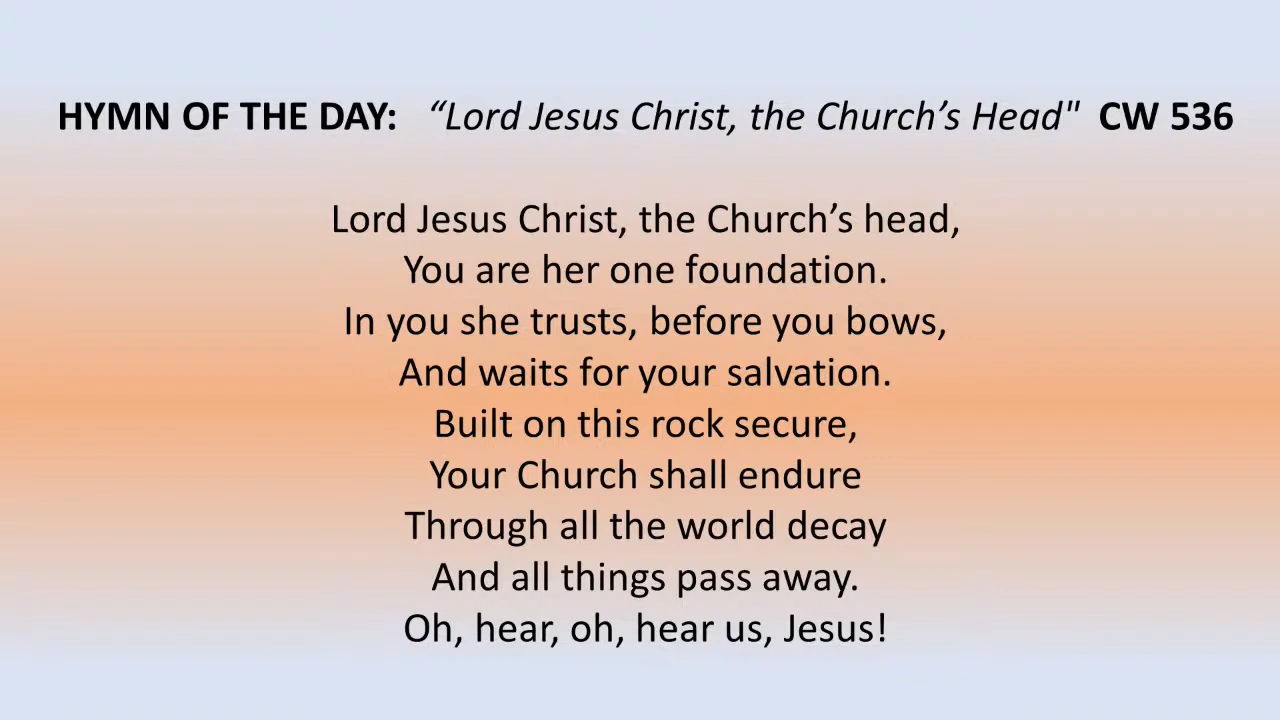 HYMN OF THE DAY: “Lord Jesus Christ, the Church’s Head" CW 536
Lord Jesus Christ, the Church’s head,
You are her one foundation.
In you she trusts, before you bows,
And waits for your salvation.
Built on this rock secure,
Your Church shall endure
Through all the world decay
And all things pass away.
Oh, hear, oh, hear us, Jesus!